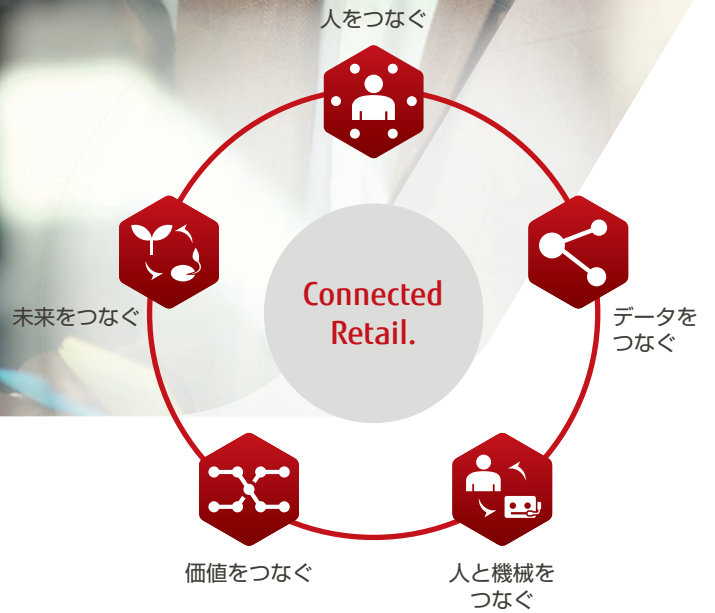 人をつなぐ
Connected
Retail.
未来をつなぐ
データを
つなぐ
価値をつなぐ
人と機械を
つなぐ